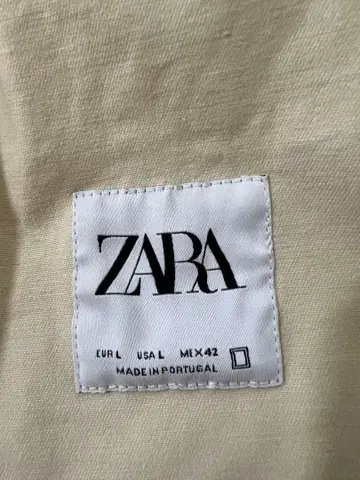 ZARA
EUR L USA L MEX 42
MADE IN PORTUGAL